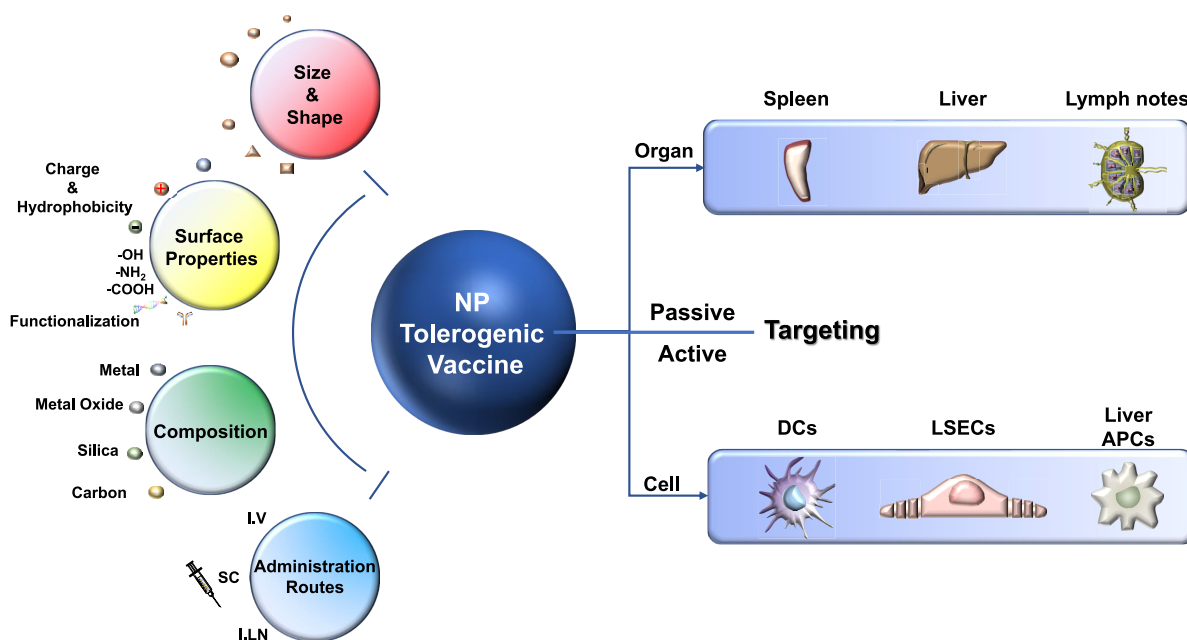 Size
&
Shape
Charge
&
Hydrophobicity
+
-
Surface
Properties
-OH
-NH₂
-COOH
Functionalization
Metal
Metal Oxide
Silica
Carbon
Composition
I.V
SC
I.LN
Administration
Routes
NP
Tolerogenic
Vaccine
Passive
Active
Targeting
Organ
Spleen
Liver
Lymph notes
Cell
DCs
LSECs
Liver
APCs